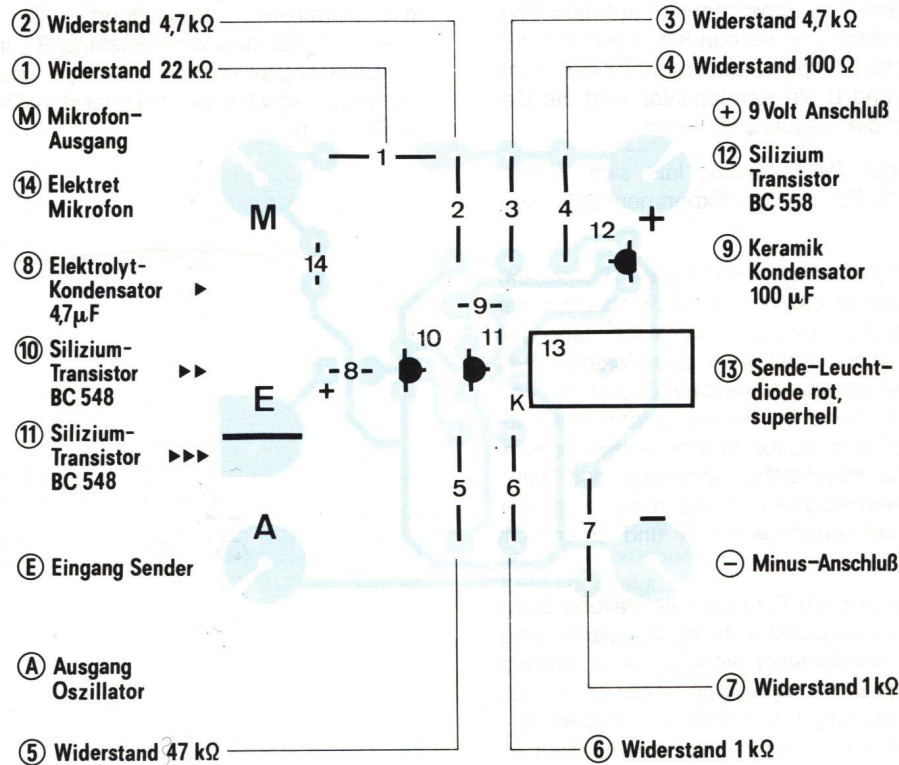 ② Widerstand 4,7 kΩ
① Widerstand 22 kΩ
Ⓜ Mikrofon-
Ausgang
⑭ Elektret
Mikrofon
⑧ Elektrolyt-
Kondensator ▶
4,7µF
⑩ Silizium-
Transistor ▶▶
BC 548
⑪ Silizium-
Transistor ▶▶▶
BC 548
Ⓔ Eingang Sender
Ⓐ Ausgang
Oszillator
⑤ Widerstand 47 kΩ
1
2
3
4
M
14
12
+
9
10
11
13
8
+
E
K
5
6
7
A
−
③ Widerstand 4,7 kΩ
④ Widerstand 100 Ω
⊕ 9 Volt Anschluß
⑫ Silizium
Transistor
BC 558
⑨ Keramik
Kondensator
100 µF
⑬ Sende-Leucht-
diode rot,
superhell
⊖ Minus-Anschluß
⑦ Widerstand 1 kΩ
⑥ Widerstand 1 kΩ